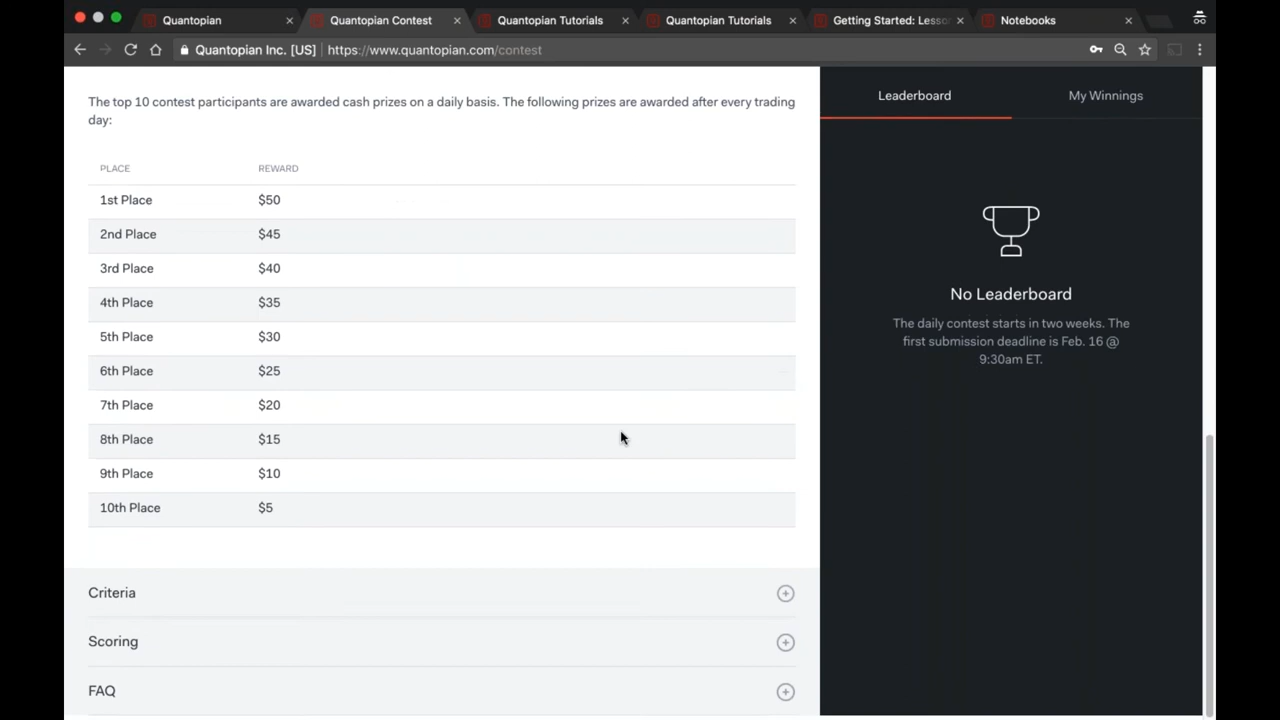 Quantopian
Quantopian Contest
Quantopian Tutorials
Quantopian Tutorials
Getting Started: Lesso
Notebooks
Quantopian Inc. [US] https://www.quantopian.com/contest
The top 10 contest participants are awarded cash prizes on a daily basis. The following prizes are awarded after every trading
day:
PLACE REWARD
1st Place $50
2nd Place $45
3rd Place $40
4th Place $35
5th Place $30
6th Place $25
7th Place $20
8th Place $15
9th Place $10
10th Place $5
Criteria
Scoring
FAQ
Leaderboard My Winnings
No Leaderboard
The daily contest starts in two weeks. The
first submission deadline is Feb. 16 @
9:30am ET.